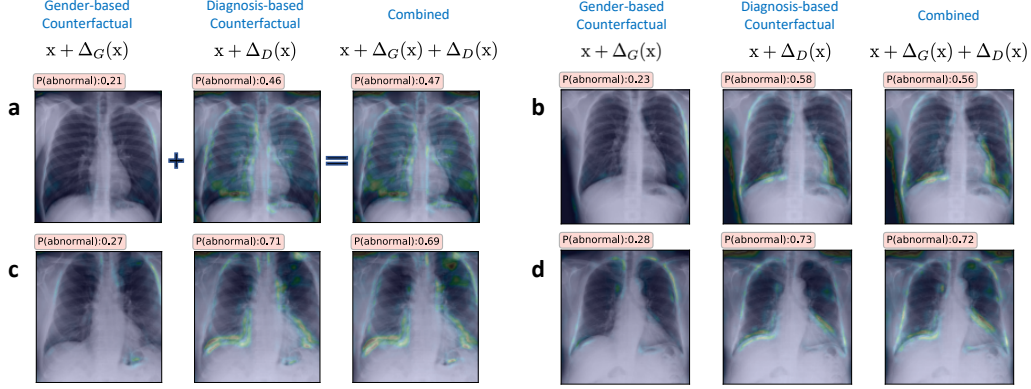 Gender-based Counterfactual
Diagnosis-based Counterfactual
Combined
x + Δ_G(x)
x + Δ_D(x)
x + Δ_G(x) + Δ_D(x)
Gender-based Counterfactual
Diagnosis-based Counterfactual
Combined
x + Δ_G(x)
x + Δ_D(x)
x + Δ_G(x) + Δ_D(x)
a
P(abnormal):0.21
+
P(abnormal):0.46
=
P(abnormal):0.47
b
P(abnormal):0.23
P(abnormal):0.58
P(abnormal):0.56
c
P(abnormal):0.27
P(abnormal):0.71
P(abnormal):0.69
d
P(abnormal):0.28
P(abnormal):0.73
P(abnormal):0.72